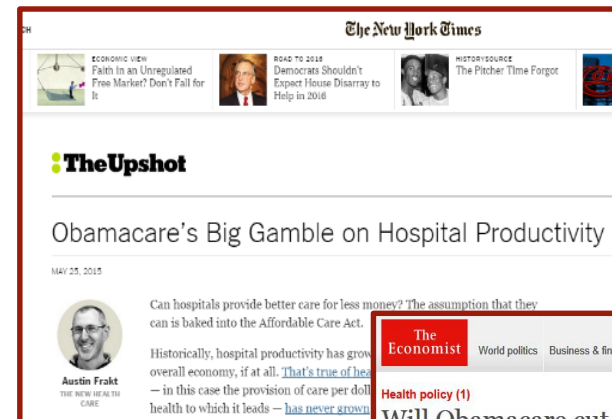 CH
The New York Times
ECONOMIC VIEW
Faith in an Unregulated
Free Market? Don't Fall for
It
ROAD TO 2016
Democrats Shouldn't
Expect House Disarray to
Help in 2016
HISTORYSOURCE
The Pitcher Time Forgot
TheUpshot
Obamacare's Big Gamble on Hospital Productivity
MAY 25, 2015
Austin Frakt
THE NEW HEALTH
CARE
Can hospitals provide better care for less money? The assumption that they
can is baked into the Affordable Care Act.
Historically, hospital productivity has grow
overall economy, if at all. That's true of hea
— in this case the provision of care per doll
health to which it leads — has never grown
The
Economist
World politics
Business & fin
Health policy (1)
Will Obamacare cut